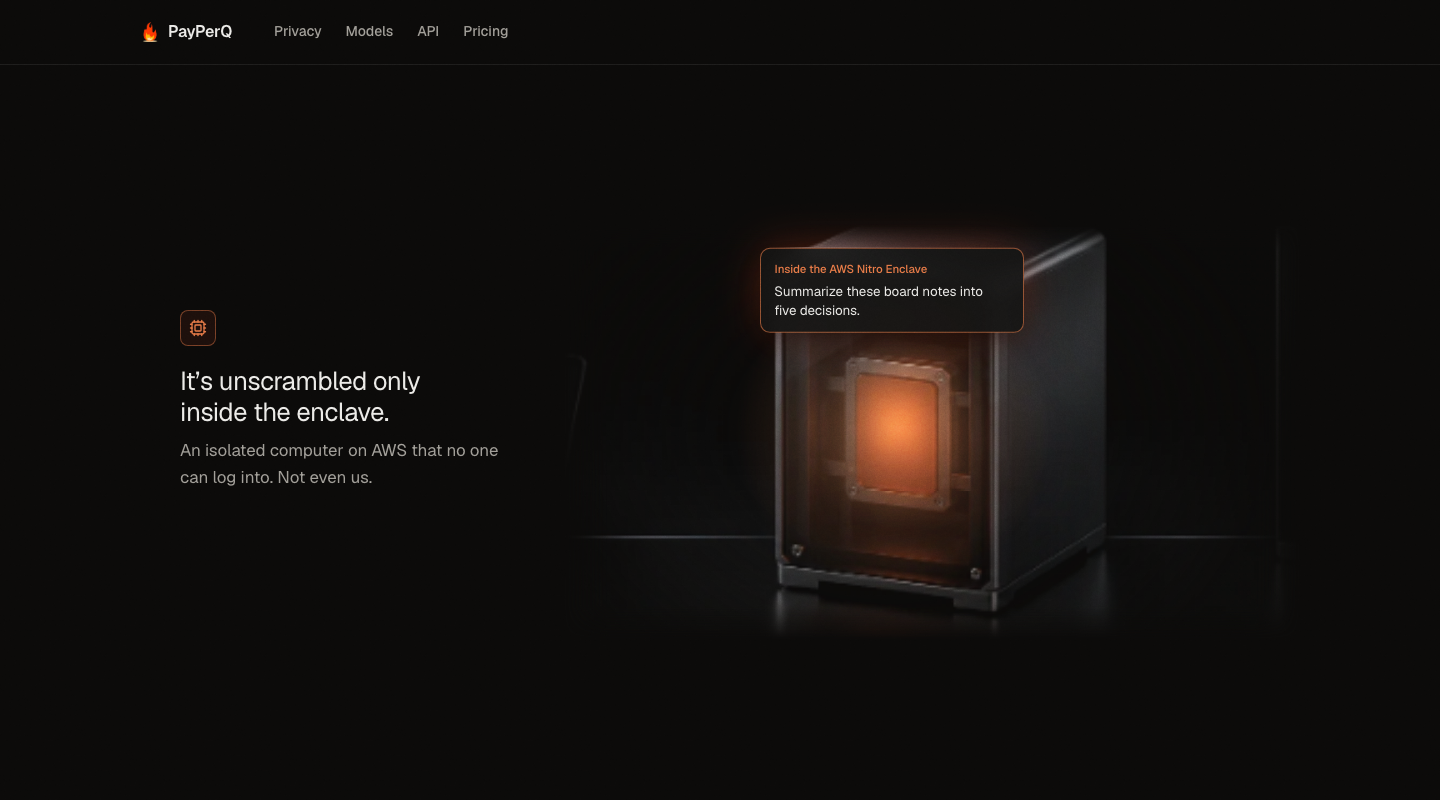 PayPerQ
Privacy
Models
API
Pricing
Inside the AWS Nitro Enclave
Summarize these board notes into
five decisions.
It’s unscrambled only
inside the enclave.
An isolated computer on AWS that no one
can log into. Not even us.